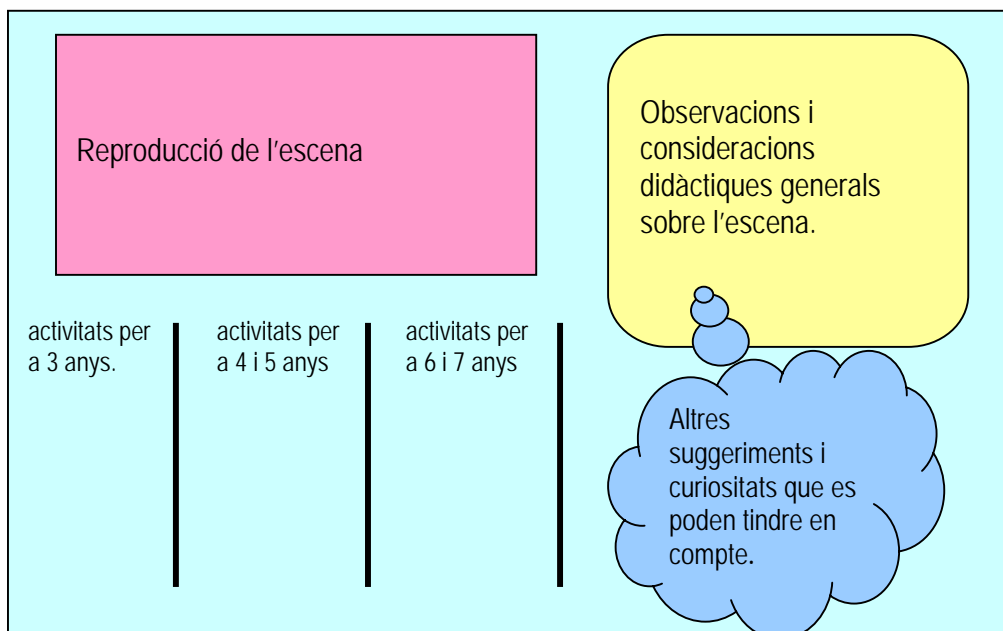 Reproducció de l'escena
Observacions i
consideracions
didàctiques generals
sobre l'escena.
activitats per
a 3 anys.
activitats per
a 4 i 5 anys
activitats per
a 6 i 7 anys
Altres
suggeriments i
curiositats que es
poden tindre en
compte.